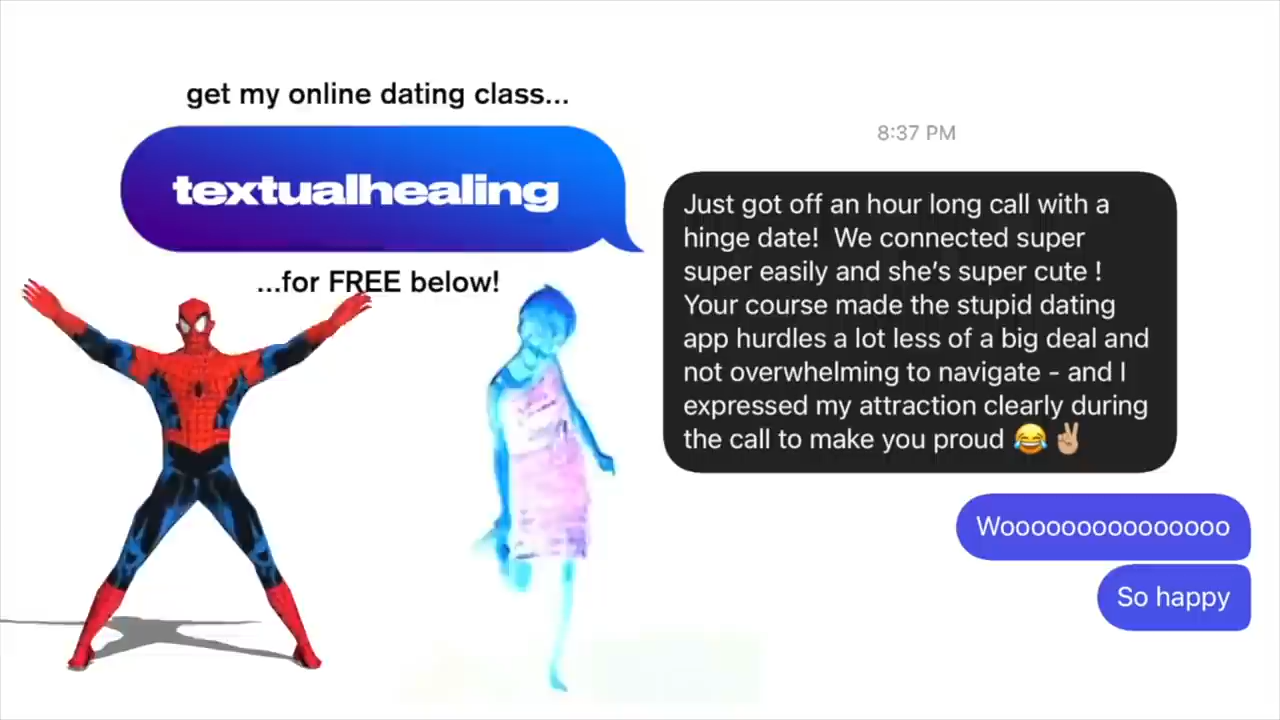 get my online dating class...
textualhealing
...for FREE below!
8:37 PM
Just got off an hour long call with a
hinge date!  We connected super
super easily and she's super cute !
Your course made the stupid dating
app hurdles a lot less of a big deal and
not overwhelming to navigate - and I
expressed my attraction clearly during
the call to make you proud 😂✌🏽
Wooooooooooooooo
So happy